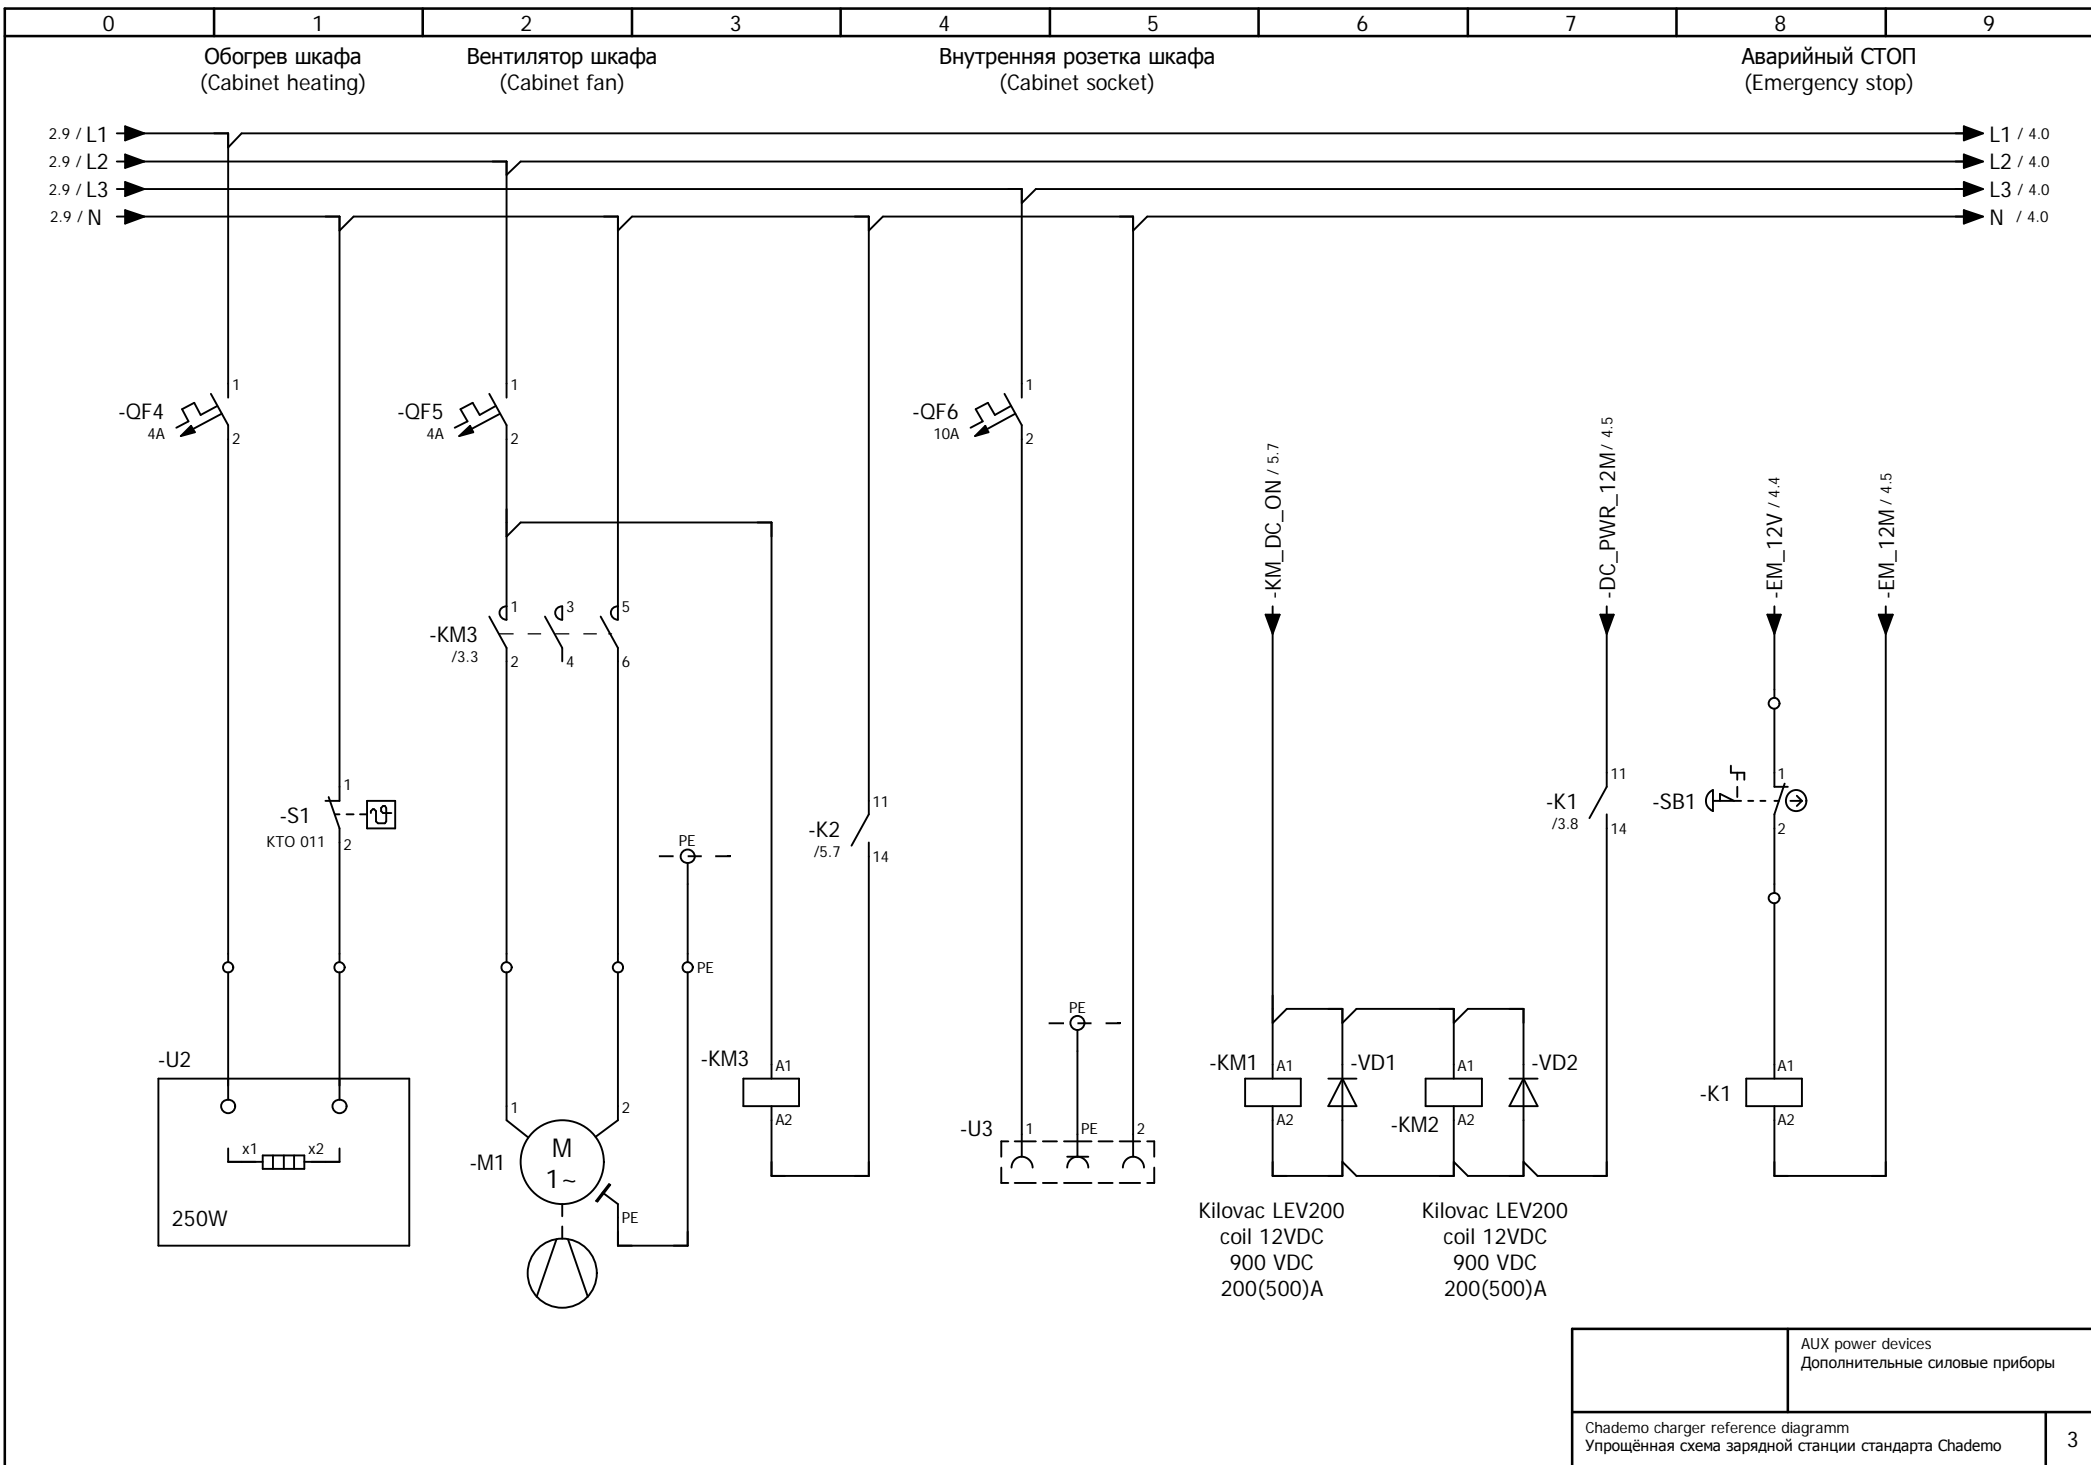 0 1 2 3 4 5 6 7 8 9
Обогрев шкафа
(Cabinet heating)
Вентилятор шкафа
(Cabinet fan)
Внутренняя розетка шкафа
(Cabinet socket)
Аварийный СТОП
(Emergency stop)
2.9 / L1
L1 / 4.0
2.9 / L2
L2 / 4.0
2.9 / L3
L3 / 4.0
2.9 / N
N / 4.0
-QF4
4A
1
2
-QF5
4A
1
2
-QF6
10A
1
2
-KM_DC_ON / 5.7
-DC_PWR_12M / 4.5
-EM_12V / 4.4
-EM_12M / 4.5
-KM3
/3.3
1
2
3
4
5
6
-S1
KTO 011
1
2
-K2
/5.7
11
14
-K1
/3.8
11
14
-SB1
1
2
PE
PE
-U2
x1
x2
250W
-M1
1
2
M
1~
PE
-KM3
A1
A2
-U3
PE
1
PE
2
-KM1
A1
A2
-VD1
-KM2
A1
A2
-VD2
-K1
A1
A2
Kilovac LEV200
coil 12VDC
900 VDC
200(500)A
Kilovac LEV200
coil 12VDC
900 VDC
200(500)A
AUX power devices
Дополнительные силовые приборы
Chademo charger reference diagramm
Упрощённая схема зарядной станции стандарта Chademo
3